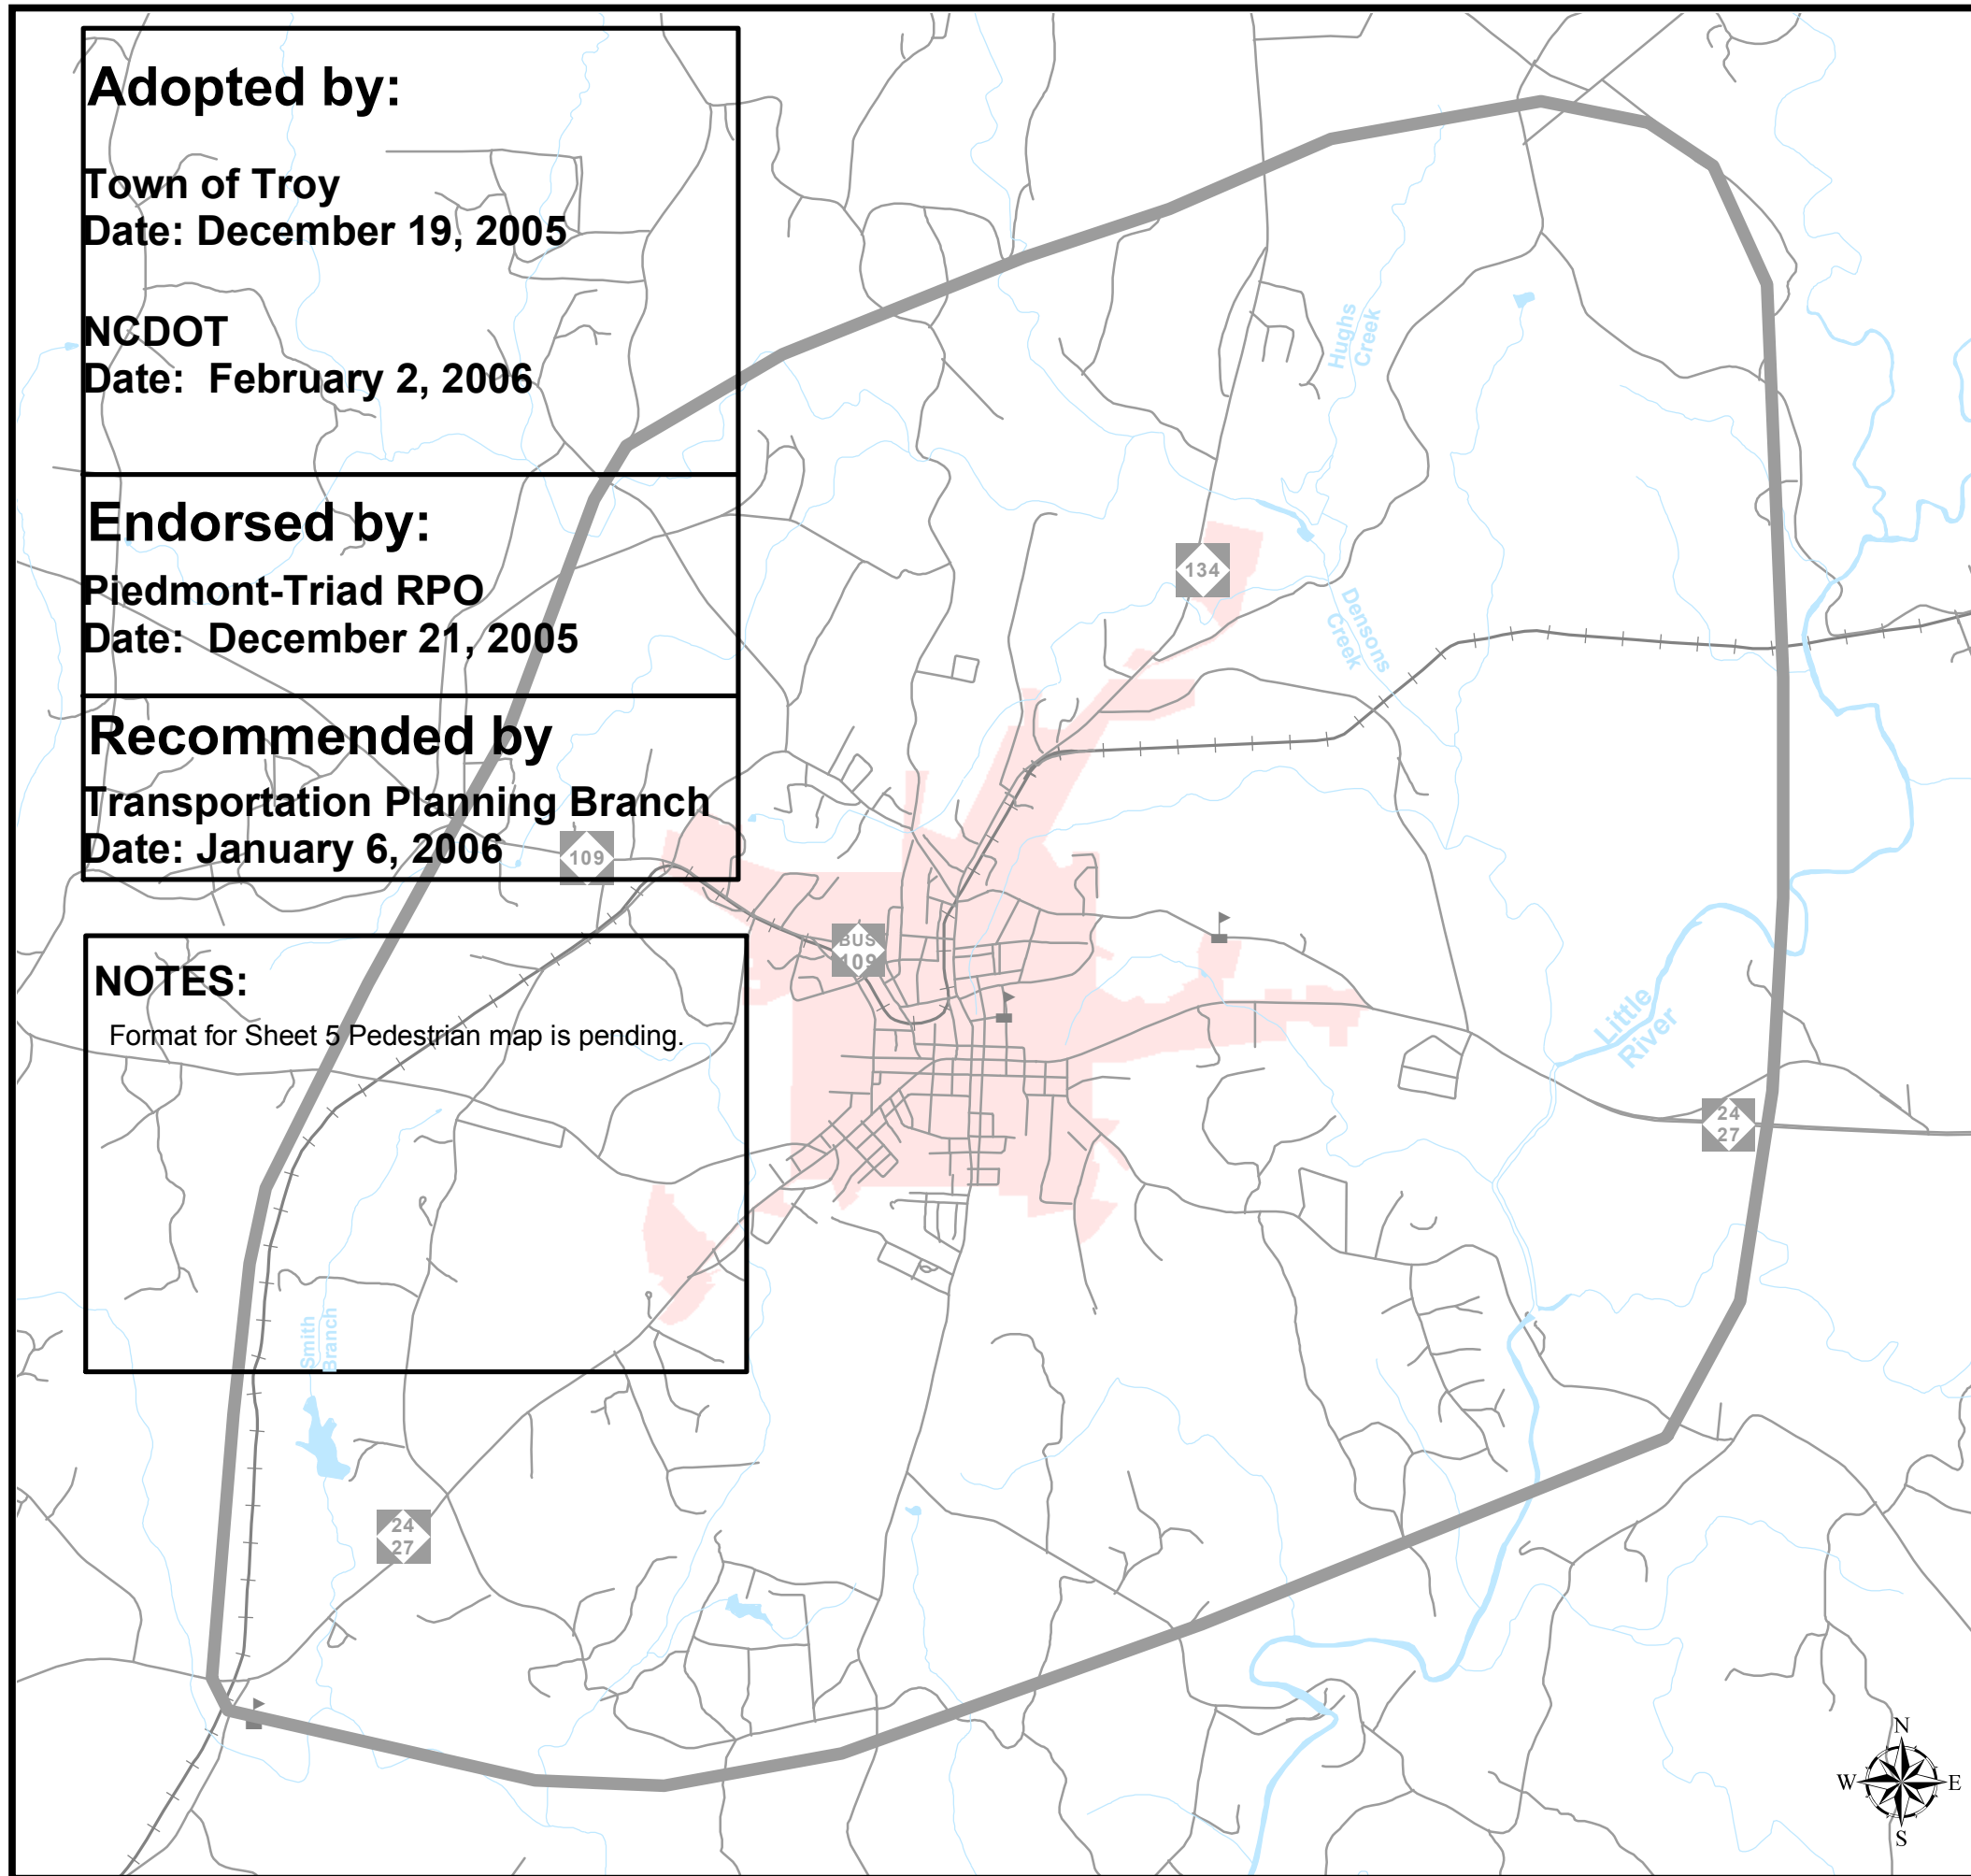 Adopted by:
Town of Troy
Date: December 19, 2005
NCDOT
Date:  February 2, 2006
Endorsed by:
Piedmont-Triad RPO
Date:  December 21, 2005
Recommended by
Transportation Planning Branch
Date: January 6, 2006
NOTES:
Format for Sheet 5 Pedestrian map is pending.
Hughs
Creek
134
Densons
Creek
109
BUS
109
Little
River
24
27
Smith
Branch
24
27
N
W
E
S